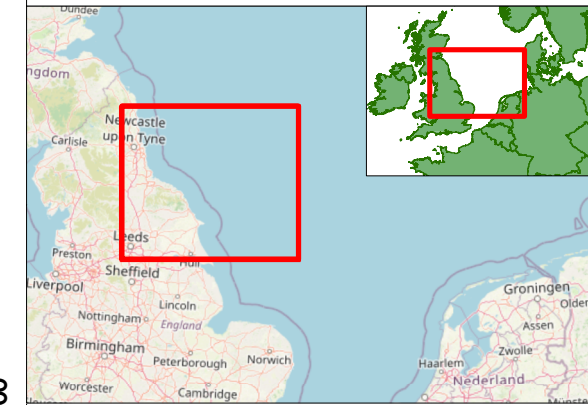 Dundee
ngdom
Newcastle
upon Tyne
Carlisle
Leeds
Preston
Hull
Sheffield
Liverpool
Lincoln
Nottingham
England
Birmingham
Peterborough
Norwich
Worcester
Cambridge
Groningen
Olden
Assen
Zwolle
Haarlem
Nederland